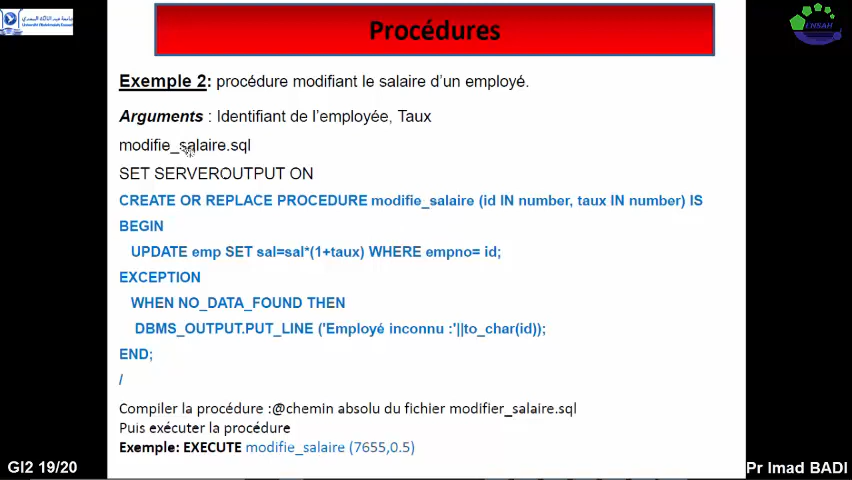 Procédures
ENSAH
Exemple 2: procédure modifiant le salaire d'un employé.
Arguments : Identifiant de l'employée, Taux
modifie_salaire.sql
SET SERVEROUTPUT ON
CREATE OR REPLACE PROCEDURE modifie_salaire (id IN number, taux IN number) IS
BEGIN
UPDATE emp SET sal=sal*(1+taux) WHERE empno= id;
EXCEPTION
WHEN NO_DATA_FOUND THEN
DBMS_OUTPUT.PUT_LINE ('Employé inconnu :'||to_char(id));
END;
/
Compiler la procédure :@chemin absolu du fichier modifier_salaire.sql
Puis exécuter la procédure
Exemple: EXECUTE modifie_salaire (7655,0.5)
GI2 19/20
Pr Imad BADI